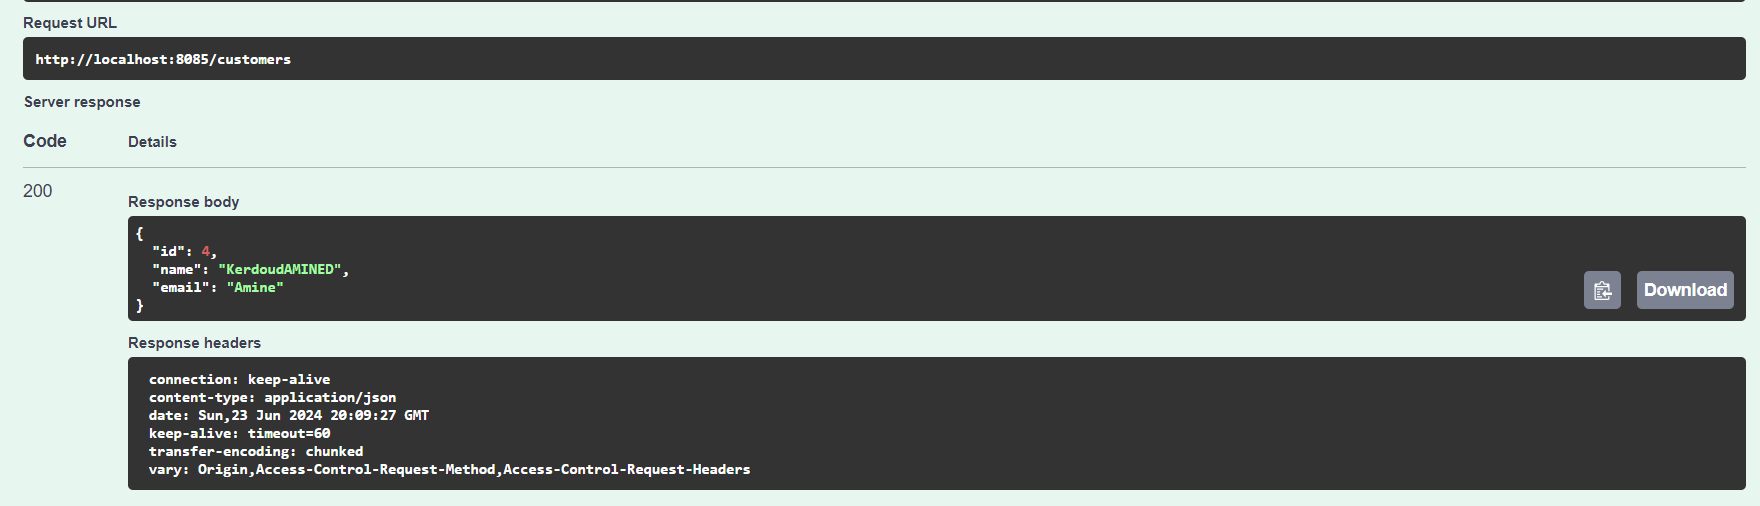 Request URL
http://localhost:8085/customers
Server response
Code Details
200
Response body
{
"id": 4,
"name": "KerdoudAMINED",
"email": "Amine"
}
Download
Response headers
connection: keep-alive
content-type: application/json
date: Sun,23 Jun 2024 20:09:27 GMT
keep-alive: timeout=60
transfer-encoding: chunked
vary: Origin,Access-Control-Request-Method,Access-Control-Request-Headers